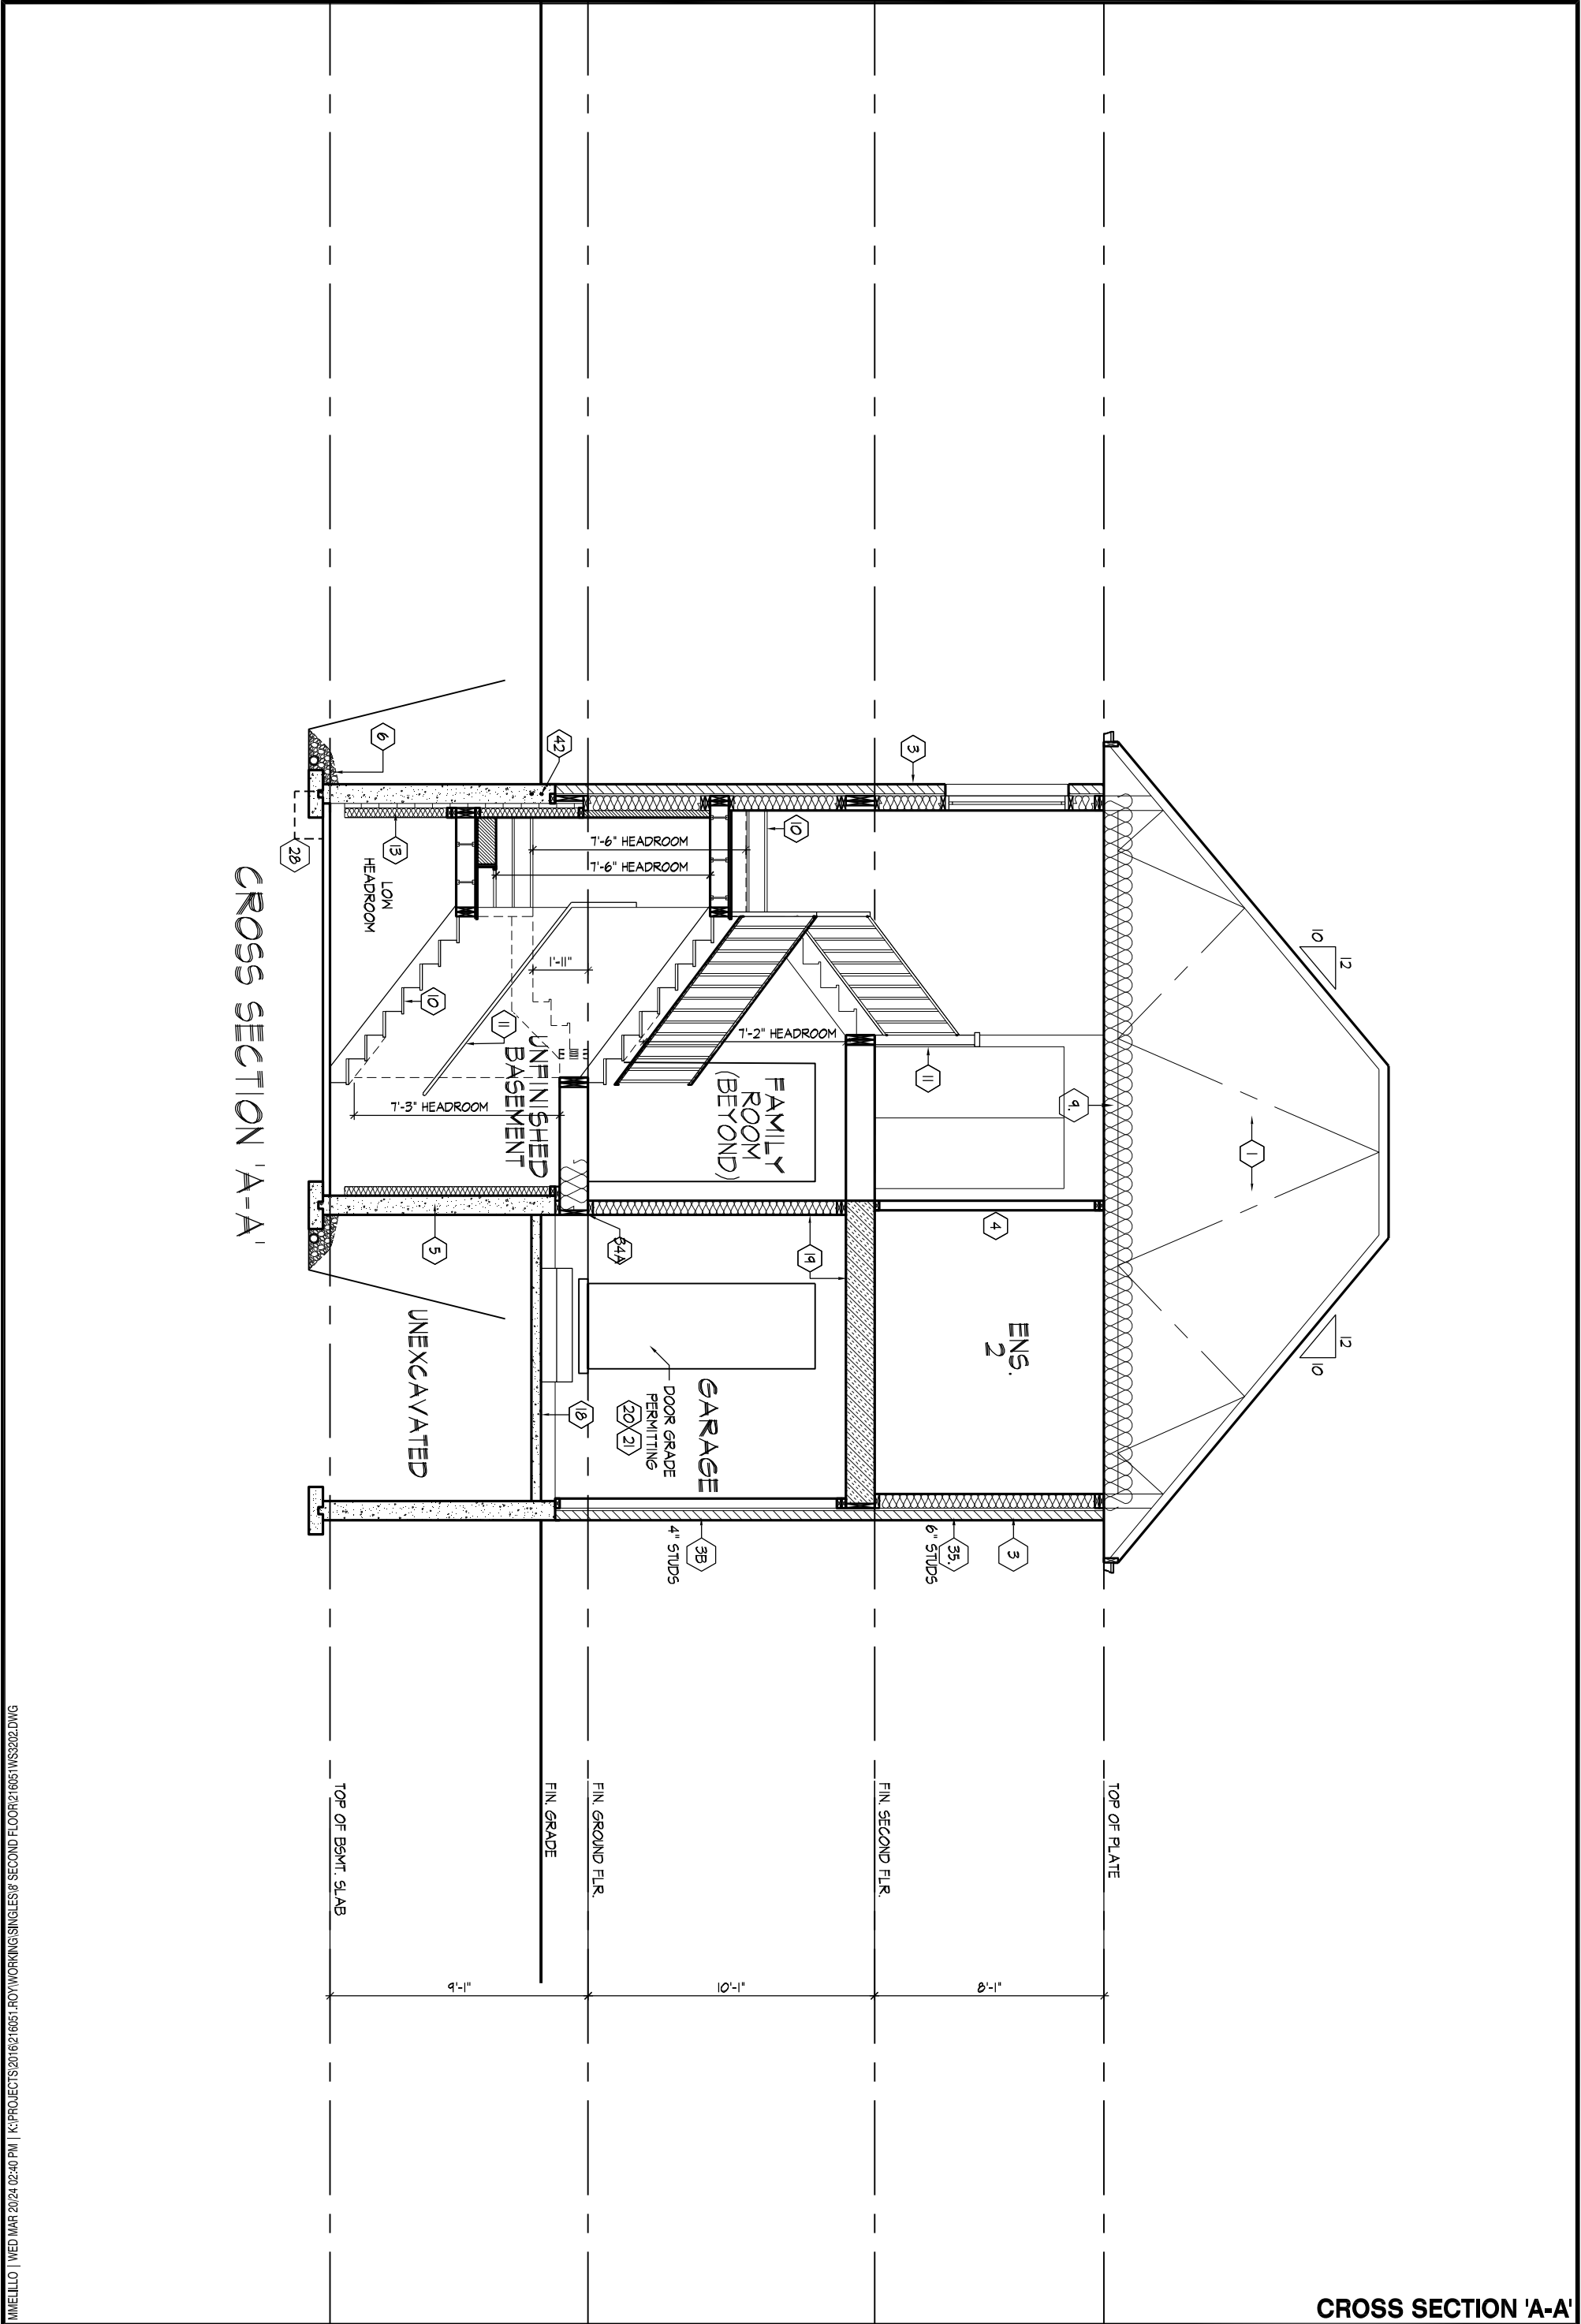 10
12
12
10
1
9.
TOP OF PLATE
3
10
11
4
ENS.
2
3
35.
6" STUDS
8'-1"
FIN. SECOND FLR.
7'-6" HEADROOM
7'-6" HEADROOM
7'-2" HEADROOM
FAMILY
ROOM
(BEYOND)
19
GARAGE
DOOR GRADE
PERMITTING
20 21
3B
4" STUDS
10'-1"
FIN. GROUND FLR.
42
1'-11"
34A
18
FIN. GRADE
11
UNFINISHED
BASEMENT
10
LOW
HEADROOM
13
7'-3" HEADROOM
5
UNEXCAVATED
6
9'-1"
TOP OF BSMT. SLAB
28
CROSS SECTION 'A-A'
MMELILLO | WED MAR 20/24 02:40 PM | K:\PROJECTS\2016\216051.ROY\WORKING\SINGLES\8' SECOND FLOOR\216051WS3202.DWG
CROSS SECTION 'A-A'